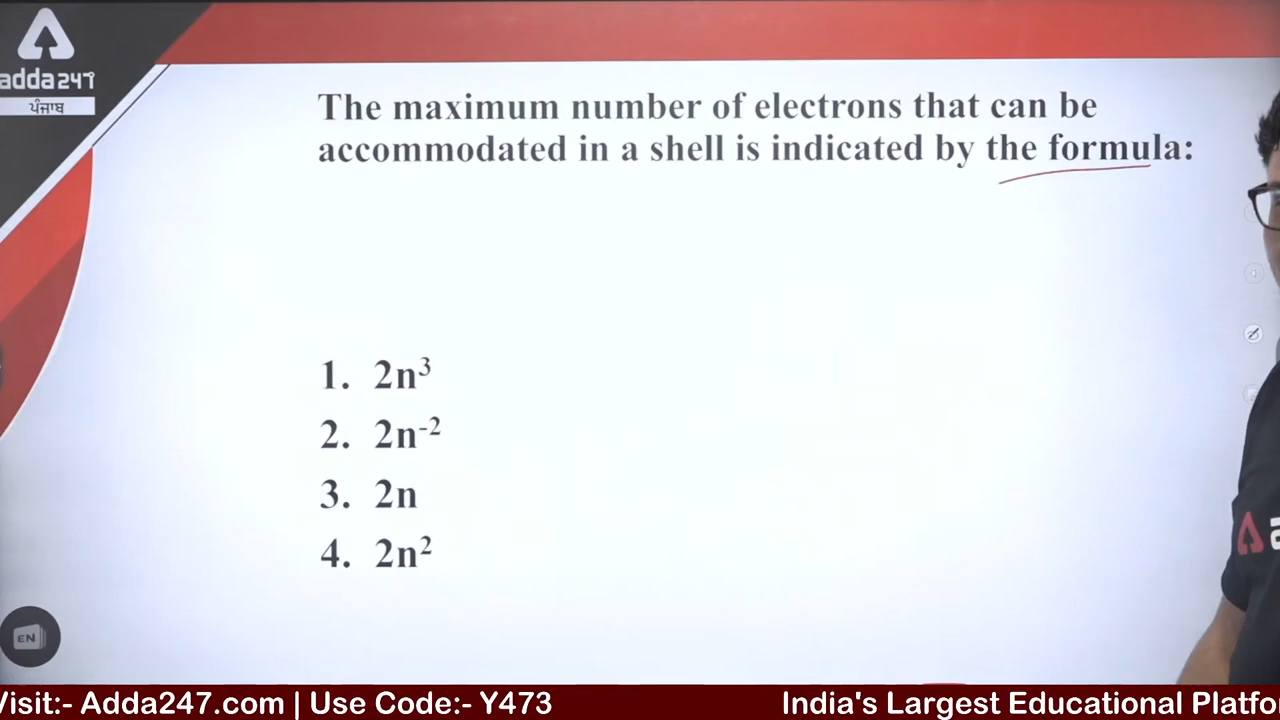 adda247
ਪੰਜਾਬ
The maximum number of electrons that can be
accommodated in a shell is indicated by the formula:
1. 2n³
2. 2n⁻²
3. 2n
4. 2n²
EN
Visit:- Adda247.com | Use Code:- Y473
India's Largest Educational